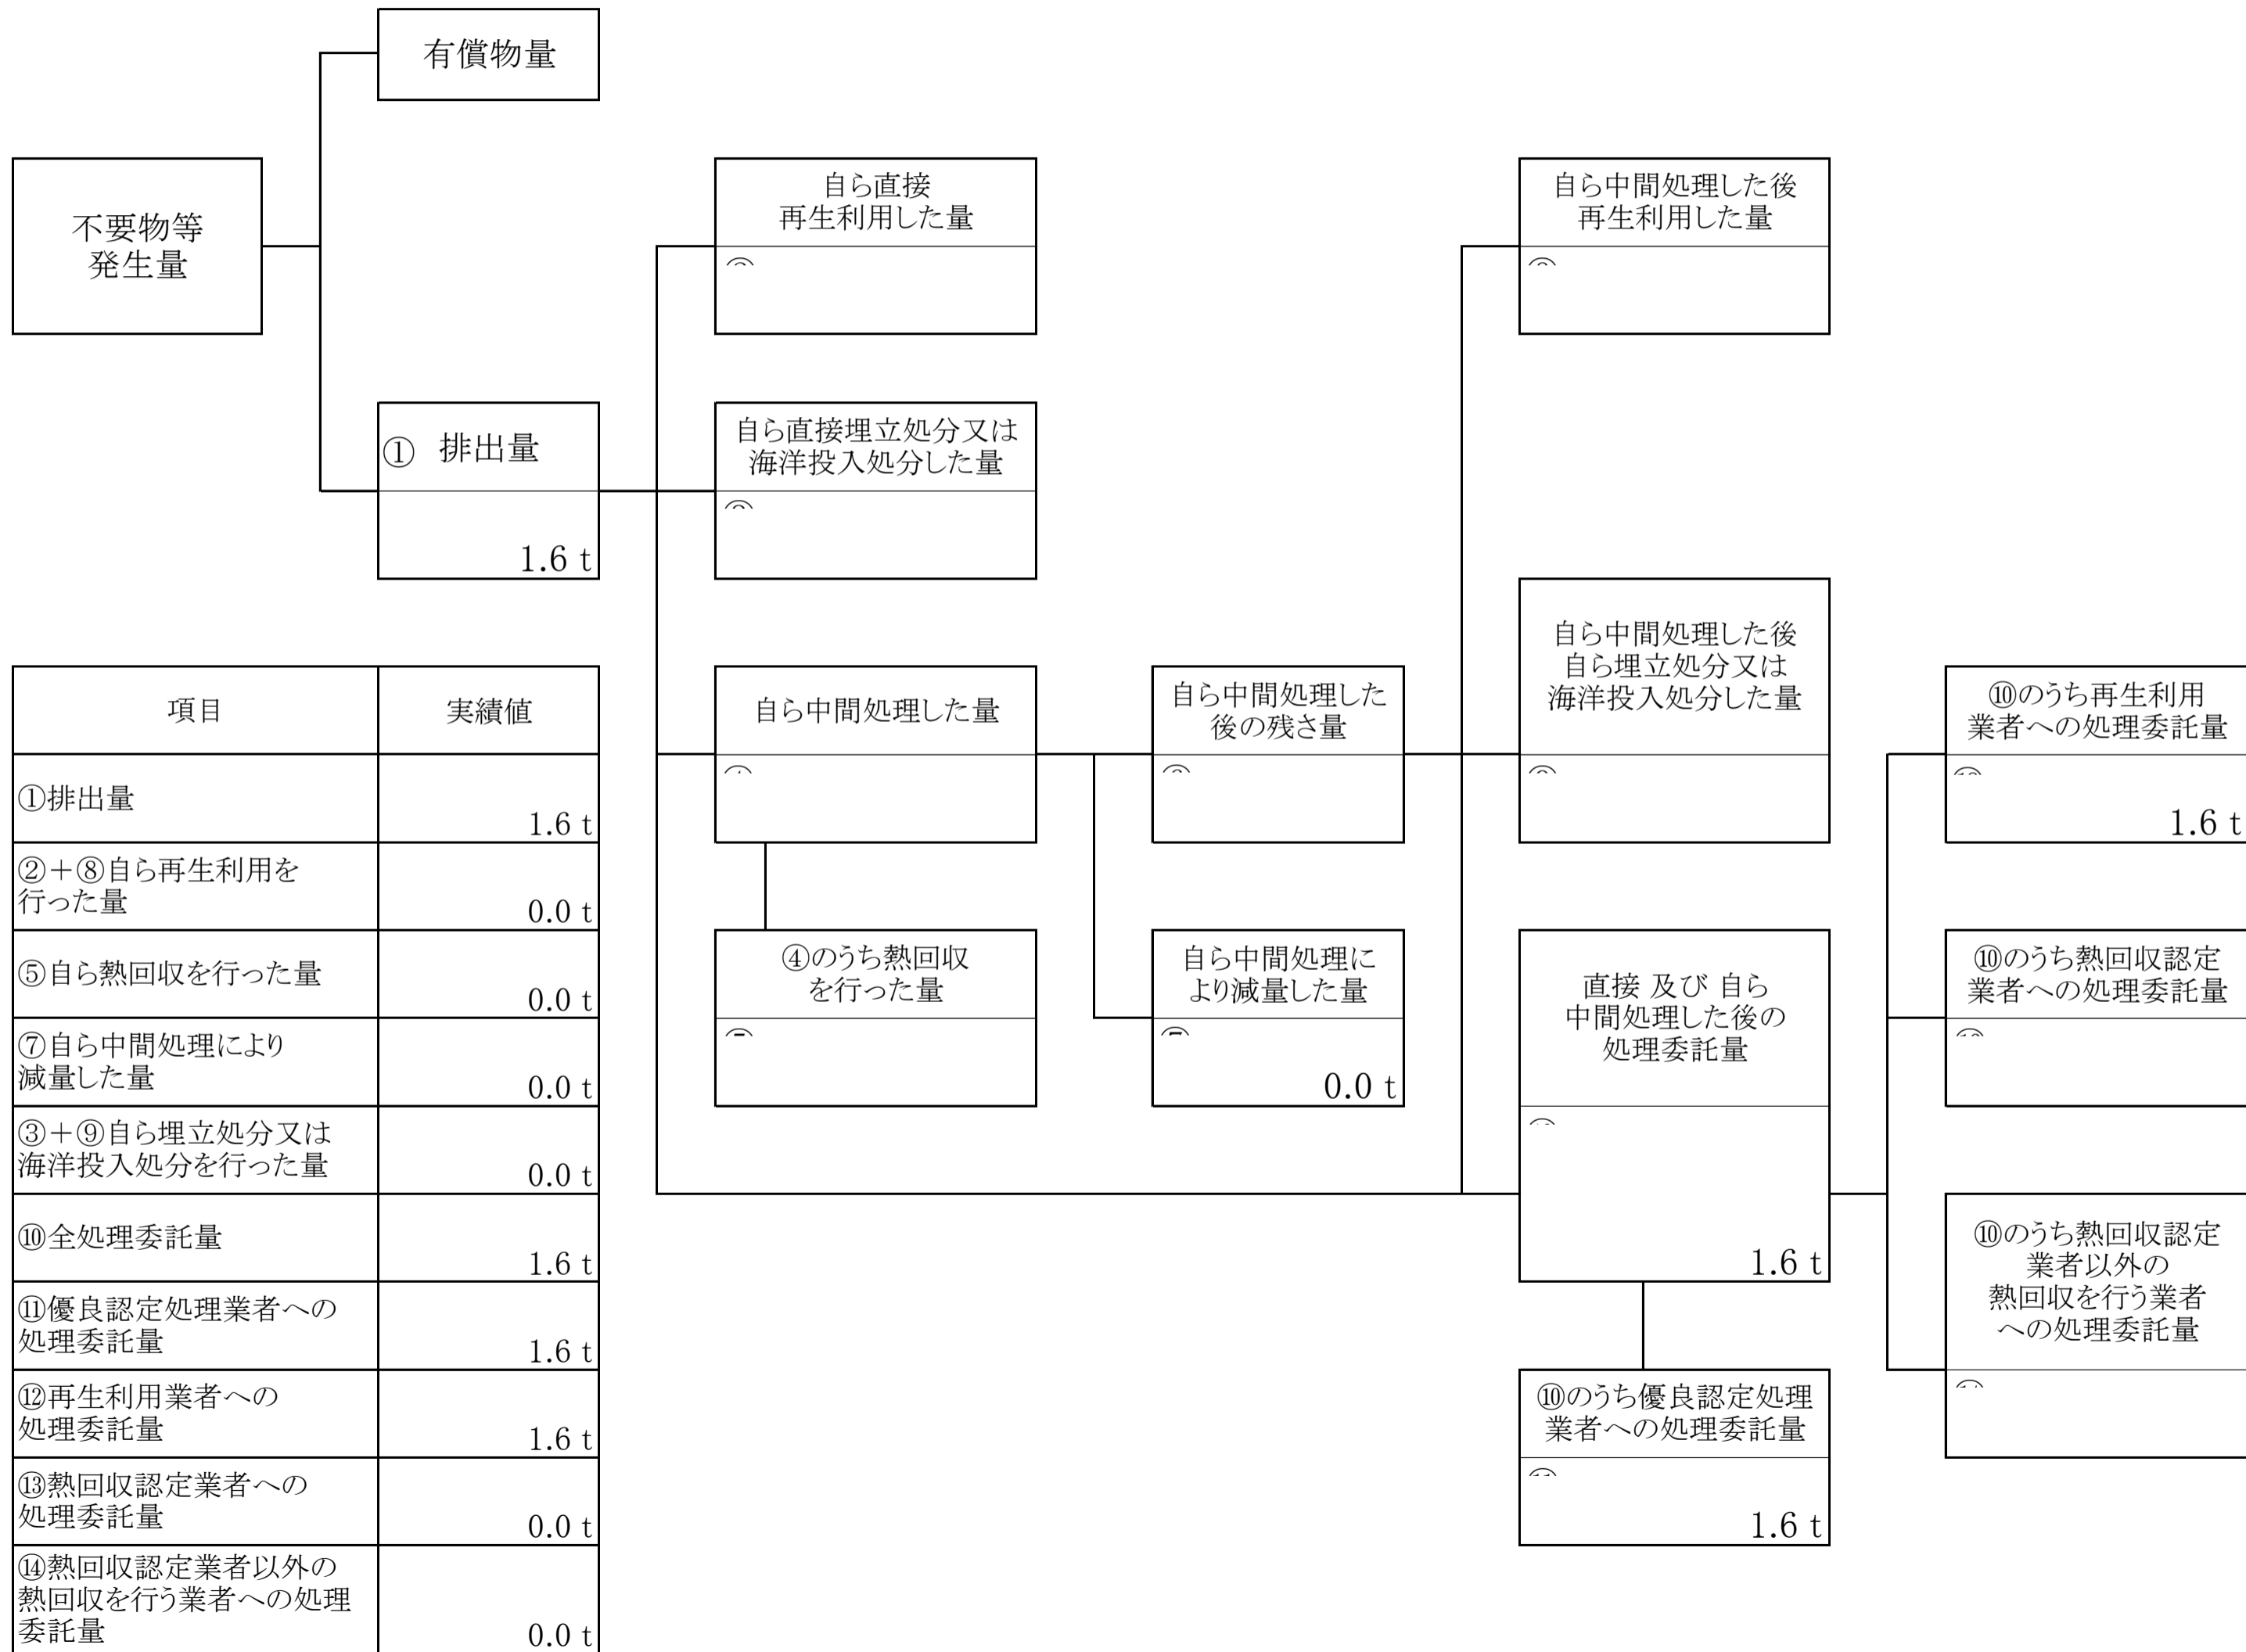 有償物量
不要物等
発生量
自ら直接
再生利用した量
自ら中間処理した後
再生利用した量
① 排出量
1.6 t
自ら直接埋立処分又は
海洋投入処分した量
自ら中間処理した量
自ら中間処理した
後の残さ量
自ら中間処理した後
自ら埋立処分又は
海洋投入処分した量
⑩のうち再生利用
業者への処理委託量
1.6 t
④のうち熱回収
を行った量
自ら中間処理に
より減量した量
0.0 t
直接 及び 自ら
中間処理した後の
処理委託量
1.6 t
⑩のうち熱回収認定
業者への処理委託量
⑩のうち熱回収認定
業者以外の
熱回収を行う業者
への処理委託量
⑩のうち優良認定処理
業者への処理委託量
1.6 t
項目 実績値
①排出量
1.6 t
②+⑧自ら再生利用を
行った量
0.0 t
⑤自ら熱回収を行った量
0.0 t
⑦自ら中間処理により
減量した量
0.0 t
③+⑨自ら埋立処分又は
海洋投入処分を行った量
0.0 t
⑩全処理委託量
1.6 t
⑪優良認定処理業者への
処理委託量
1.6 t
⑫再生利用業者への
処理委託量
1.6 t
⑬熱回収認定業者への
処理委託量
0.0 t
⑭熱回収認定業者以外の
熱回収を行う業者への処理
委託量
0.0 t